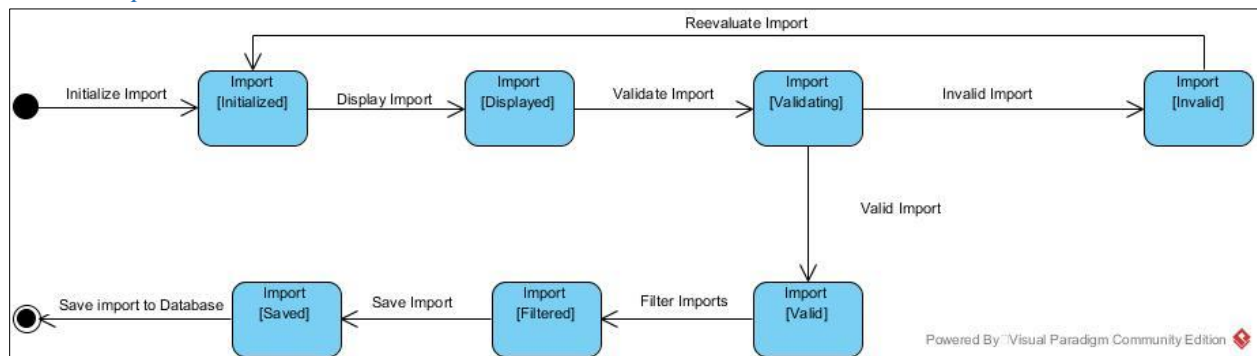 Reevaluate Import
Initialize Import
Import
[Initialized]
Display Import
Import
[Displayed]
Validate Import
Import
[Validating]
Invalid Import
Import
[Invalid]
Valid Import
Save import to Database
Import
[Saved]
Save Import
Import
[Filtered]
Filter Imports
Import
[Valid]
Powered By Visual Paradigm Community Edition